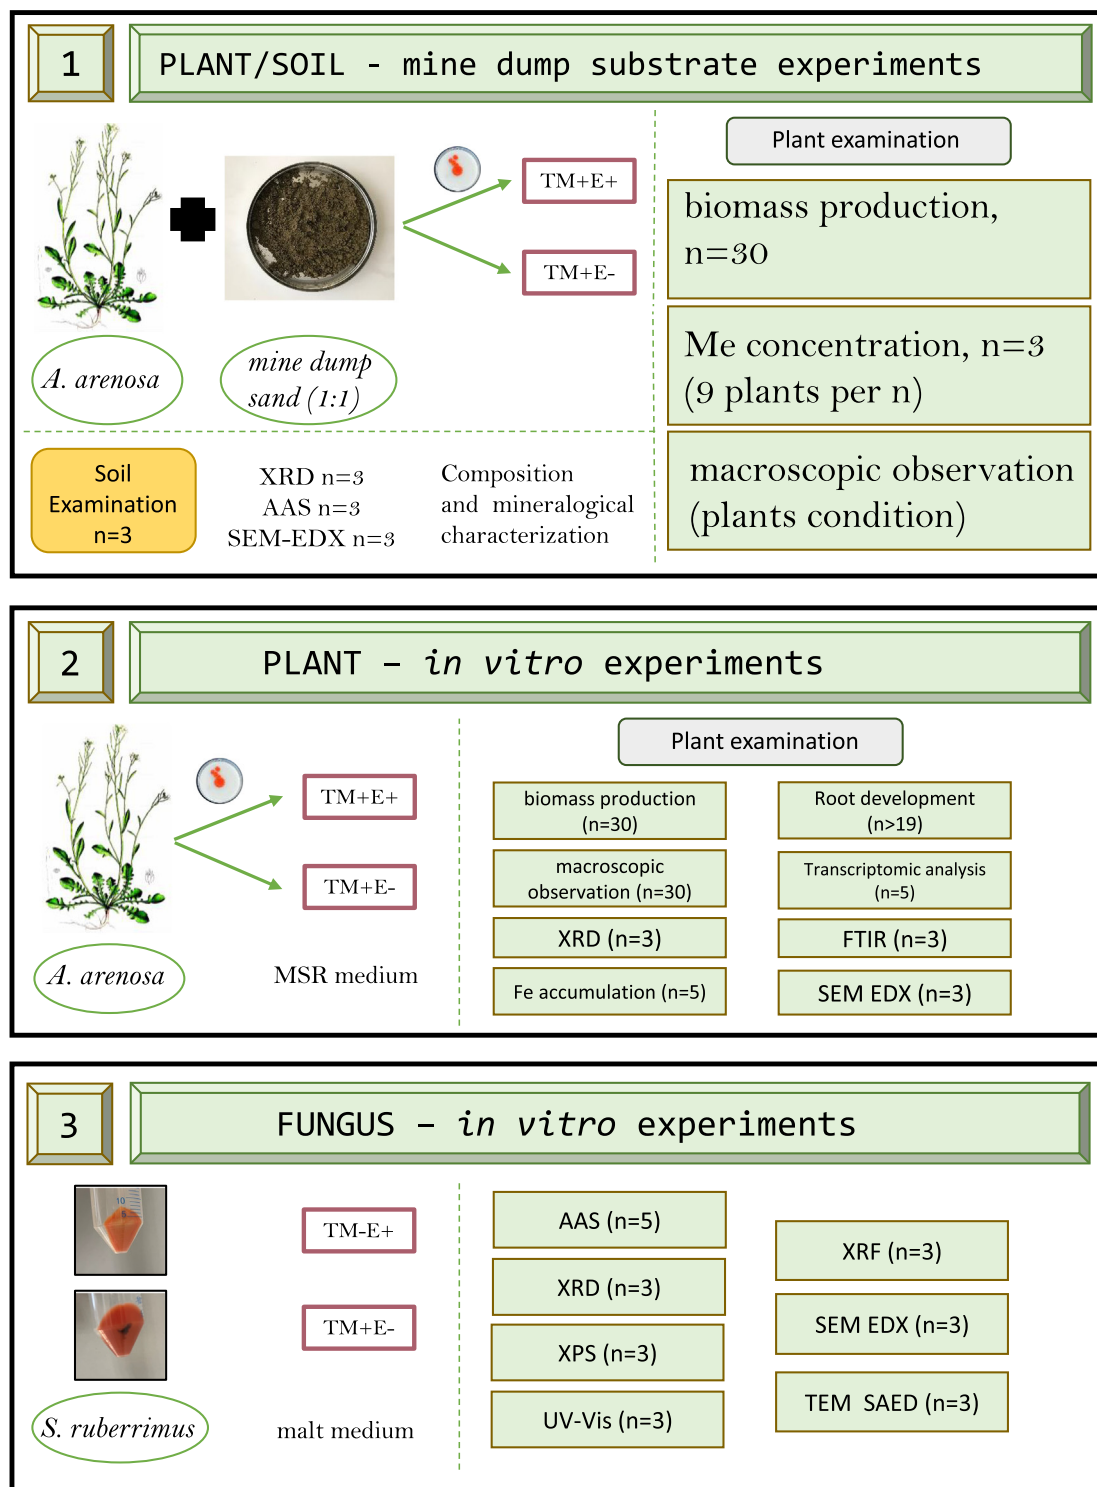 1
PLANT/SOIL - mine dump substrate experiments
TM+E+
TM+E-
A. arenosa
mine dump
sand (1:1)
Plant examination
biomass production,
n=30
Me concentration, n=3
(9 plants per n)
macroscopic observation
(plants condition)
Soil
Examination
n=3
XRD n=3
AAS n=3
SEM-EDX n=3
Composition
and mineralogical
characterization
2
PLANT – in vitro experiments
TM+E+
TM+E-
A. arenosa
MSR medium
Plant examination
biomass production
(n=30)
macroscopic
observation (n=30)
XRD (n=3)
Fe accumulation (n=5)
Root development
(n>19)
Transcriptomic analysis
(n=5)
FTIR (n=3)
SEM EDX (n=3)
3
FUNGUS – in vitro experiments
10
TM-E+
TM+E-
S. ruberrimus
malt medium
AAS (n=5)
XRD (n=3)
XPS (n=3)
UV-Vis (n=3)
XRF (n=3)
SEM EDX (n=3)
TEM SAED (n=3)